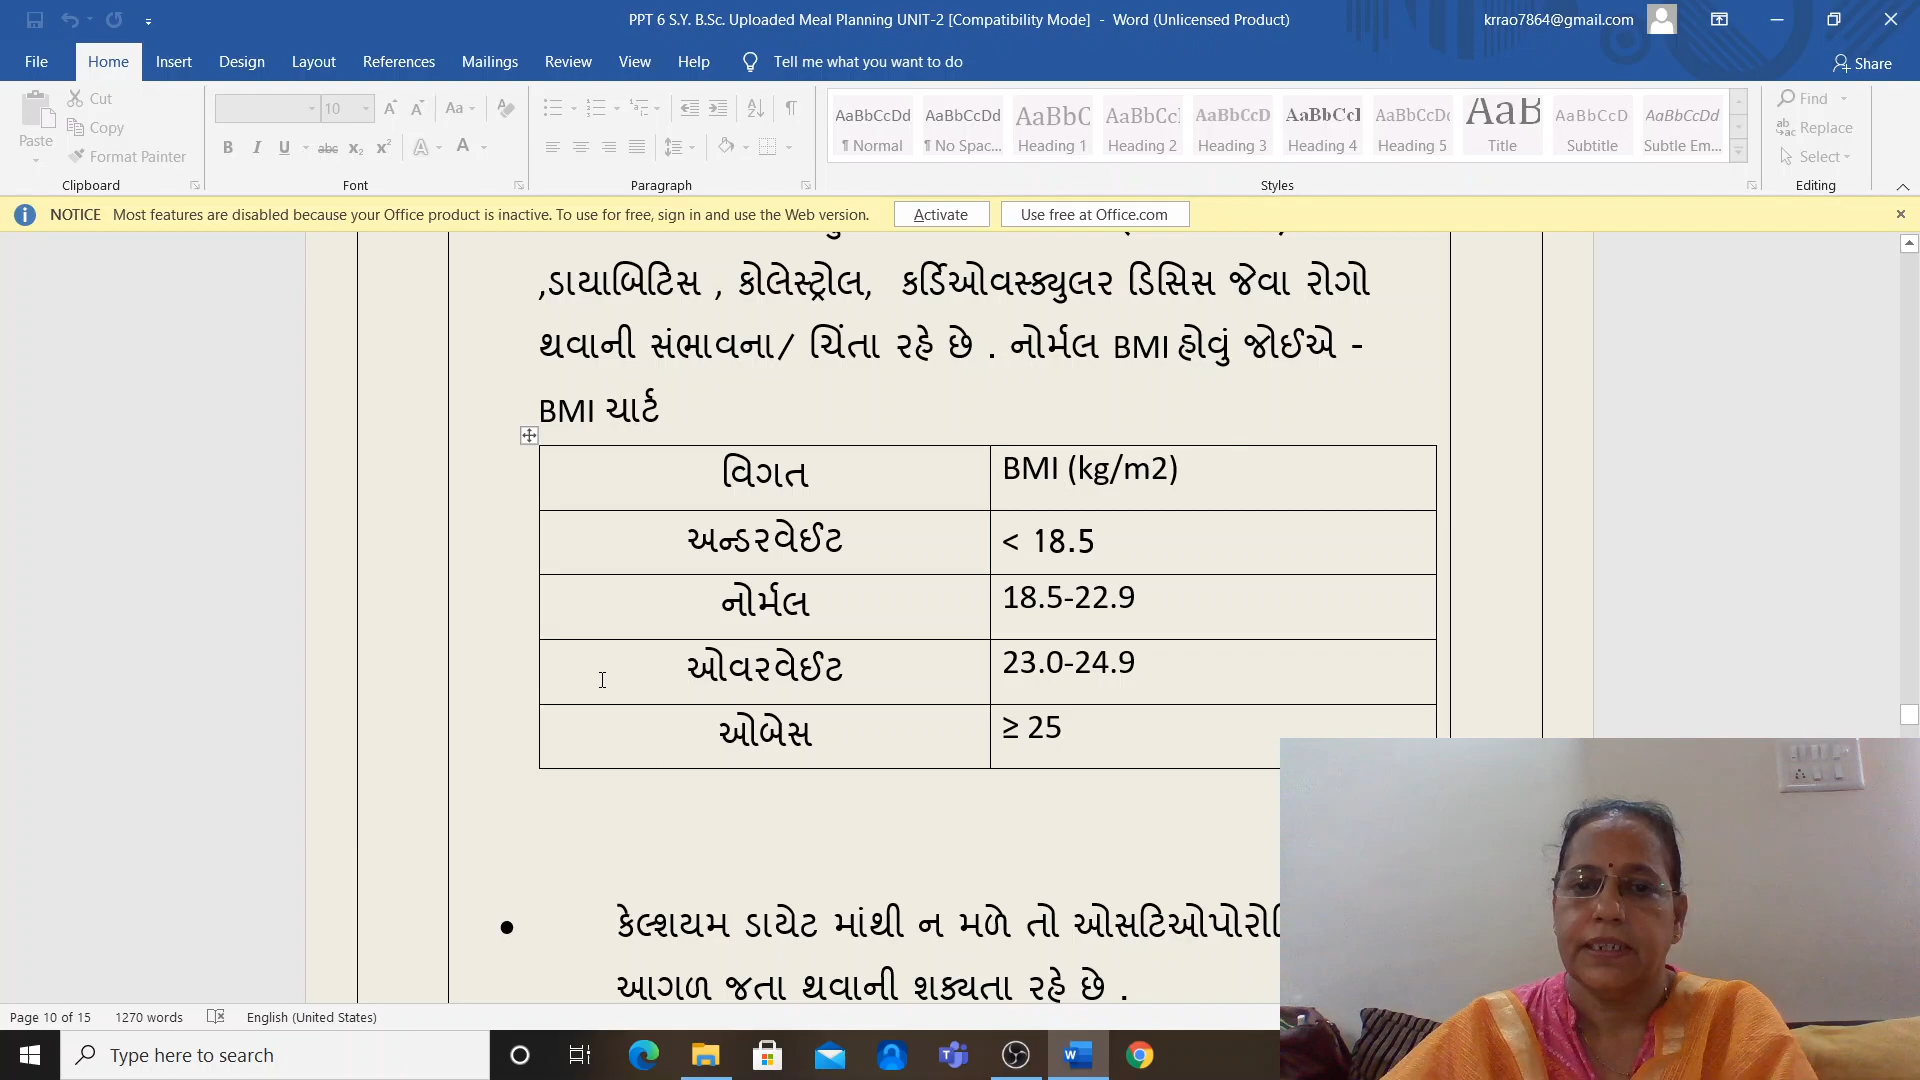 PPT 6 S.Y. B.Sc. Uploaded Meal Planning UNIT-2 [Compatibility Mode] - Word (Unlicensed Product)
krrao7864@gmail.com
File Home Insert Design Layout References Mailings Review View Help Tell me what you want to do
Share
Paste
Cut
Copy
Format Painter
Clipboard
10
Aa
B I U abc x₂ x² A A
Font
Paragraph
AaBbCcDd AaBbCcDd AaBbC AaBbCc AaBbCcD AaBbCcI AaBbCcDc AaB AaBbCcD AaBbCcDd
¶ Normal ¶ No Spac... Heading 1 Heading 2 Heading 3 Heading 4 Heading 5 Title Subtitle Subtle Em...
Styles
Find
Replace
Select
Editing
NOTICE Most features are disabled because your Office product is inactive. To use for free, sign in and use the Web version. Activate Use free at Office.com
,ડાયાબિટિસ , કોલેસ્ટ્રોલ, કર્ડિઓવસ્ક્યુલર ડિસિસ જેવા રોગો
થવાની સંભાવના/ ચિંતા રહે છે . નોર્મલ BMI હોવું જોઈએ -
BMI ચાર્ટ
વિગત BMI (kg/m2)
અન્ડરવેઈટ < 18.5
નોર્મલ 18.5-22.9
ઓવરવેઈટ 23.0-24.9
ઓબેસ ≥ 25
● કેલ્શયમ ડાયેટ માંથી ન મળે તો
આગળ જતા થવાની શક્યતા રહે છે .
Page 10 of 15 1270 words English (United States)
Type here to search